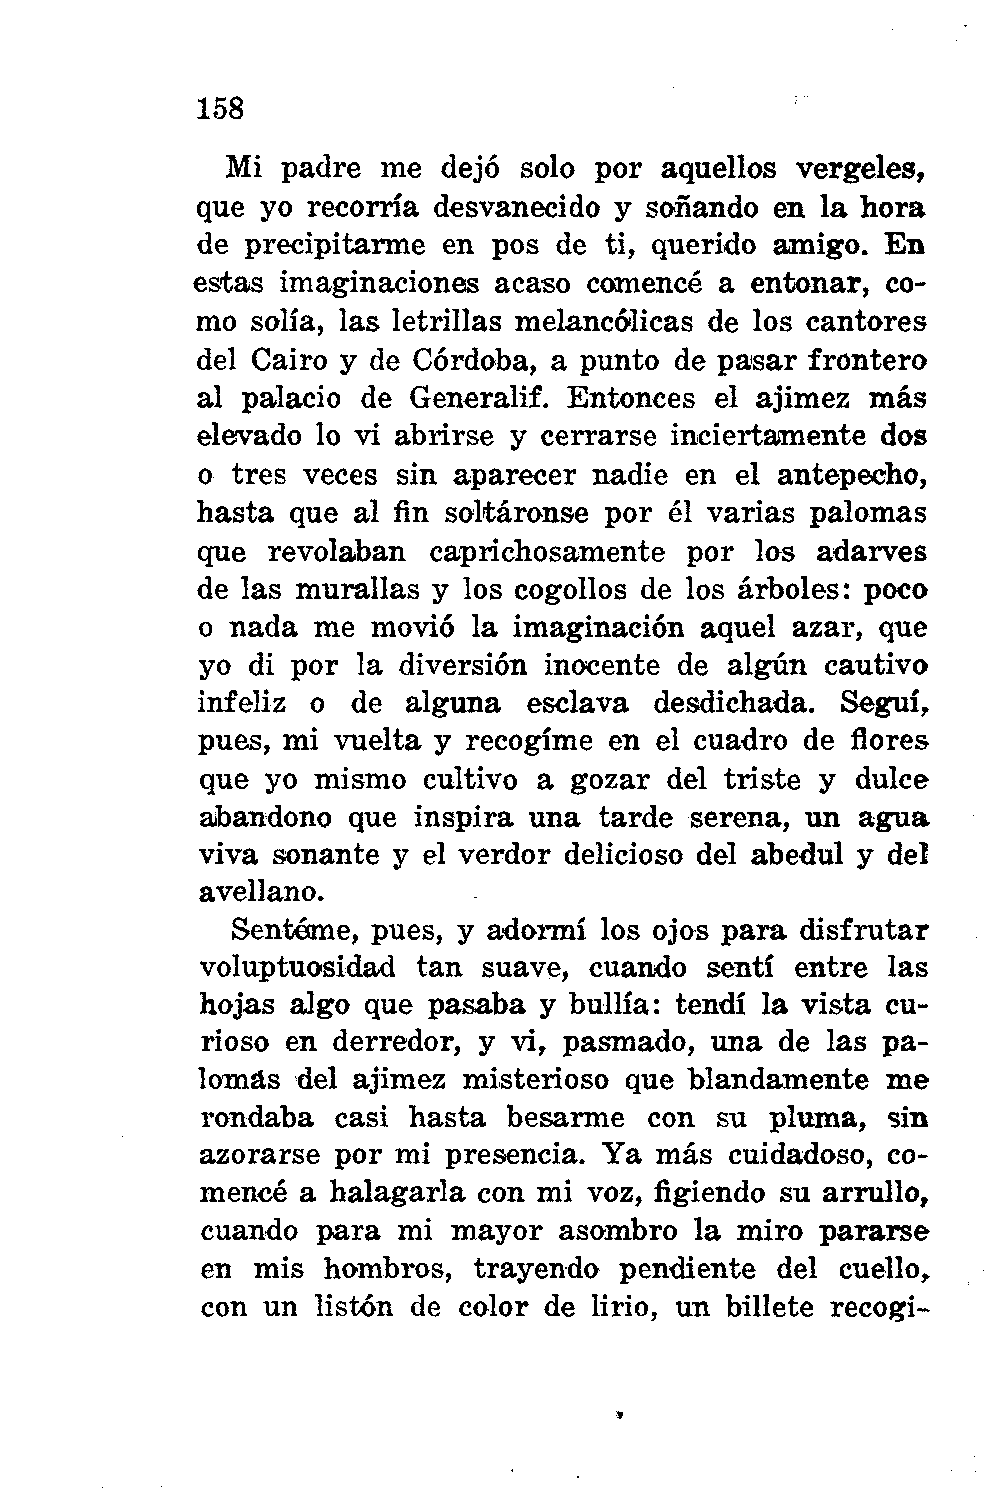 158
Mi padre me dejó solo por aquellos vergeles,
que yo recorría desvanecido y soñando en la hora
de precipitarme en pos de ti, querido amigo. En
estas imaginaciones acaso comencé a entonar, co-
mo solía, las letrillas melancólicas de los cantores
del Cairo y de Córdoba, a punto de pasar frontero
al palacio de Generalif. Entonces el ajimez más
elevado lo vi abrirse y cerrarse inciertamente dos
o tres veces sin aparecer nadie en el antepecho,
hasta que al fin soltáronse por él varias palomas
que revolaban caprichosamente por los adarves
de las murallas y los cogollos de los árboles: poco
o nada me movió la imaginación aquel azar, que
yo di por la diversión inocente de algún cautivo
infeliz o de alguna esclava desdichada. Seguí,
pues, mi vuelta y recogíme en el cuadro de flores
que yo mismo cultivo a gozar del triste y dulce
abandono que inspira una tarde serena, un agua
viva sonante y el verdor delicioso del abedul y del
avellano.
Sentéme, pues, y adormí los ojos para disfrutar
voluptuosidad tan suave, cuando sentí entre las
hojas algo que pasaba y bullía: tendí la vista cu-
rioso en derredor, y vi, pasmado, una de las pa-
lomas del ajimez misterioso que blandamente me
rondaba casi hasta besarme con su pluma, sin
azorarse por mi presencia. Ya más cuidadoso, co-
mencé a halagarla con mi voz, figiendo su arrullo,
cuando para mi mayor asombro la miro pararse
en mis hombros, trayendo pendiente del cuello,
con un listón de color de lirio, un billete recogi-